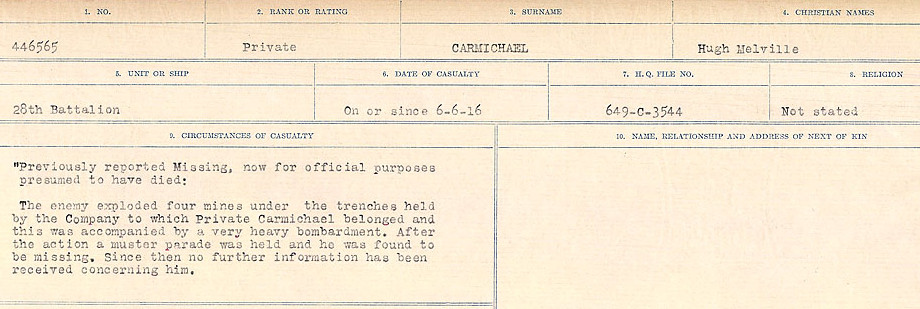 1. NO. 2. RANK OR RATING 3. SURNAME 4. CHRISTIAN NAMES
446565 Private CARMICHAEL Hugh Melville
5. UNIT OR SHIP 6. DATE OF CASUALTY 7. H.Q. FILE NO. 8. RELIGION
28th Battalion On or since 6-6-16 649-C-3544 Not stated
9. CIRCUMSTANCES OF CASUALTY 10. NAME, RELATIONSHIP AND ADDRESS OF NEXT OF KIN
"Previously reported Missing, now for official purposes
presumed to have died:
The enemy exploded four mines under the trenches held
by the Company to which Private Carmichael belonged and
this was accompanied by a very heavy bombardment. After
the action a muster parade was held and he was found to
be missing. Since then no further information has been
received concerning him.